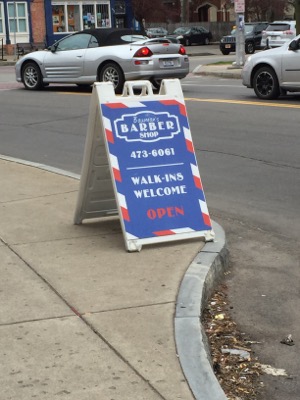 BARBER
SHOP
473-6061
WALK-INS
WELCOME
OPEN